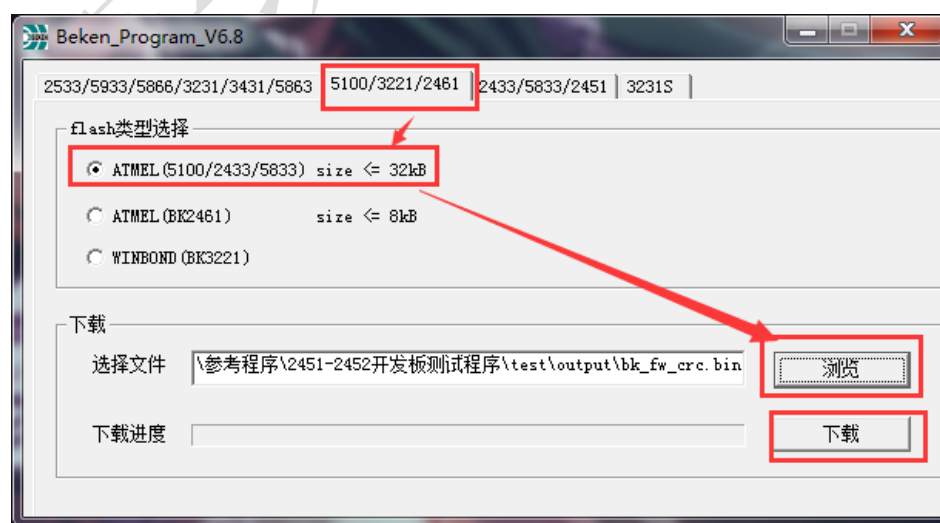 Beken_Program_V6.8
2533/5933/5866/3231/3431/5863 5100/3221/2461 2433/5833/2451 3231S
flash类型选择
ATMEL(5100/2433/5833) size <= 32kB
ATMEL(BK2461) size <= 8kB
WINBOND(BK3221)
下载
选择文件 \参考程序\2451-2452开发板测试程序\test\output\bk_fw_crc.bin 浏览
下载进度 下载